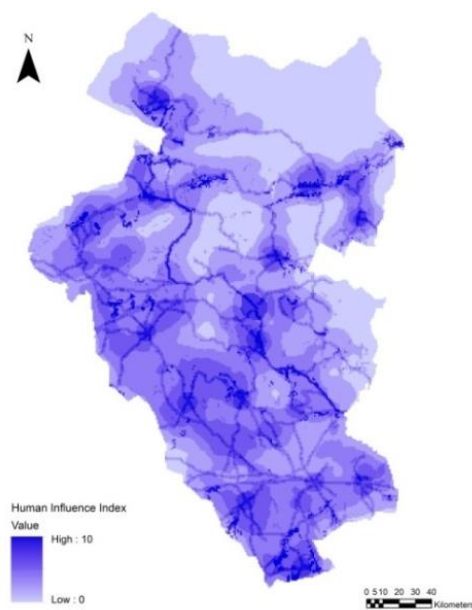 N
Human Influence Index
Value
High : 10
Low : 0
0 5 10 20 30 40
Kilometers